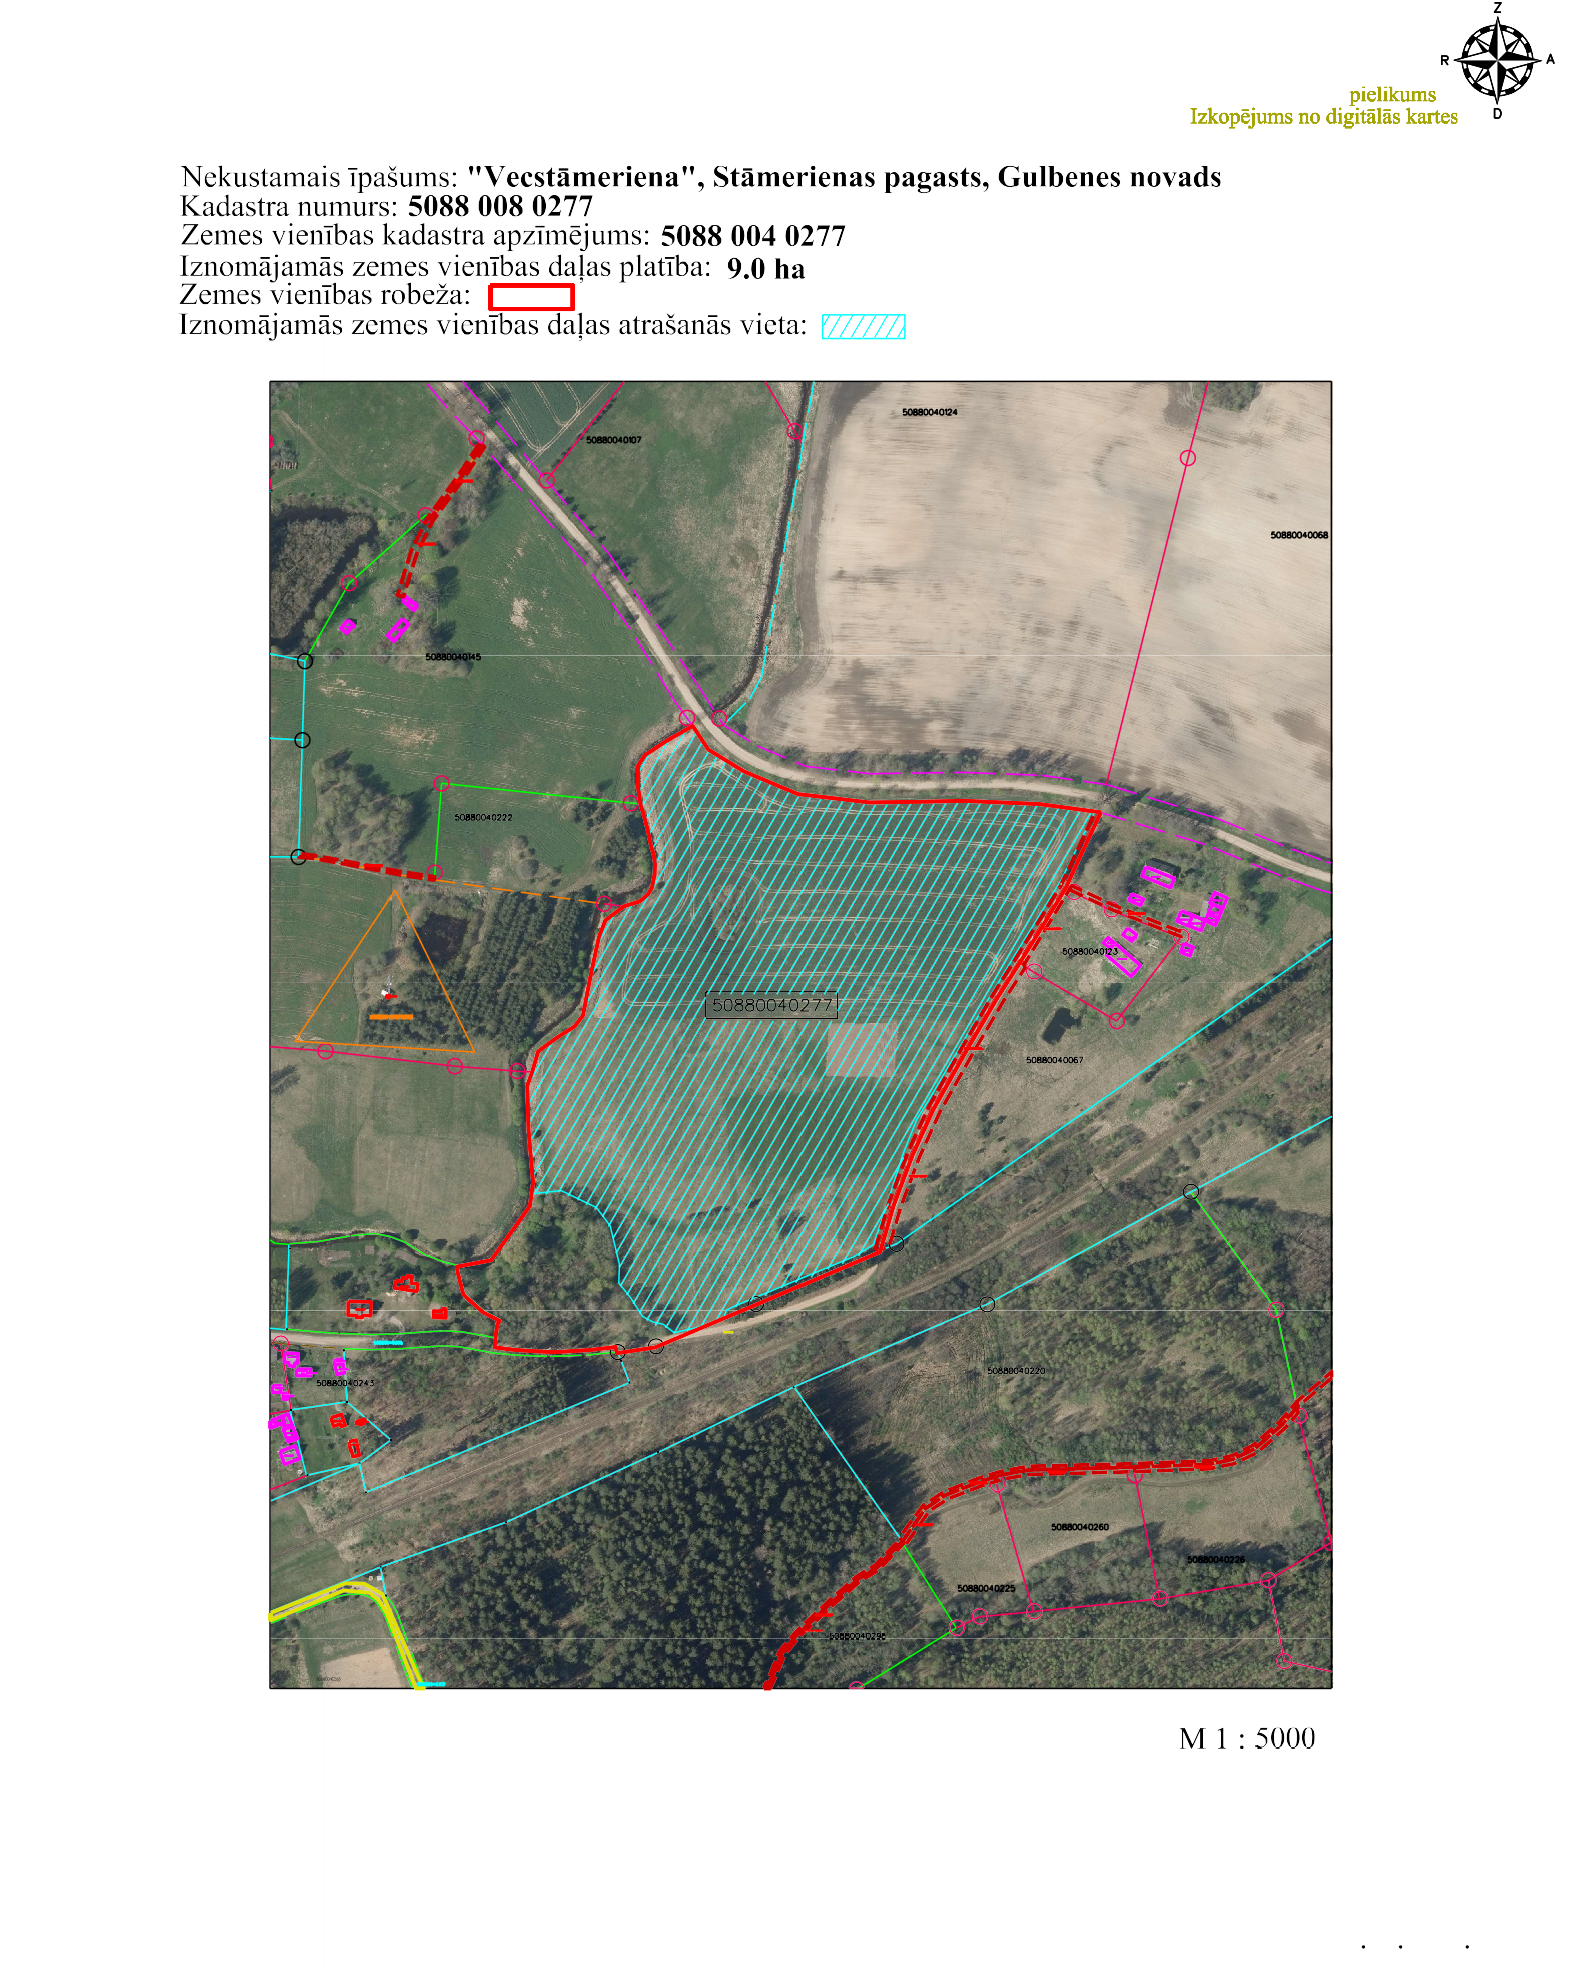 Z
R A
D
pielikums
Izkopējums no digitālās kartes
Nekustamais īpašums: "Vecstāmeriena", Stāmerienas pagasts, Gulbenes novads
Kadastra numurs: 5088 008 0277
Zemes vienības kadastra apzīmējums: 5088 004 0277
Iznomājamās zemes vienības daļas platība: 9.0 ha
Zemes vienības robeža:
Iznomājamās zemes vienības daļas atrašanās vieta:
50880040124
50880040107
50880040068
50880040145
50880040222
50880040123
50880040277
50880040067
50880040220
50880040243
50880040260
50880040226
50880040225
50880040298
M 1 : 5000